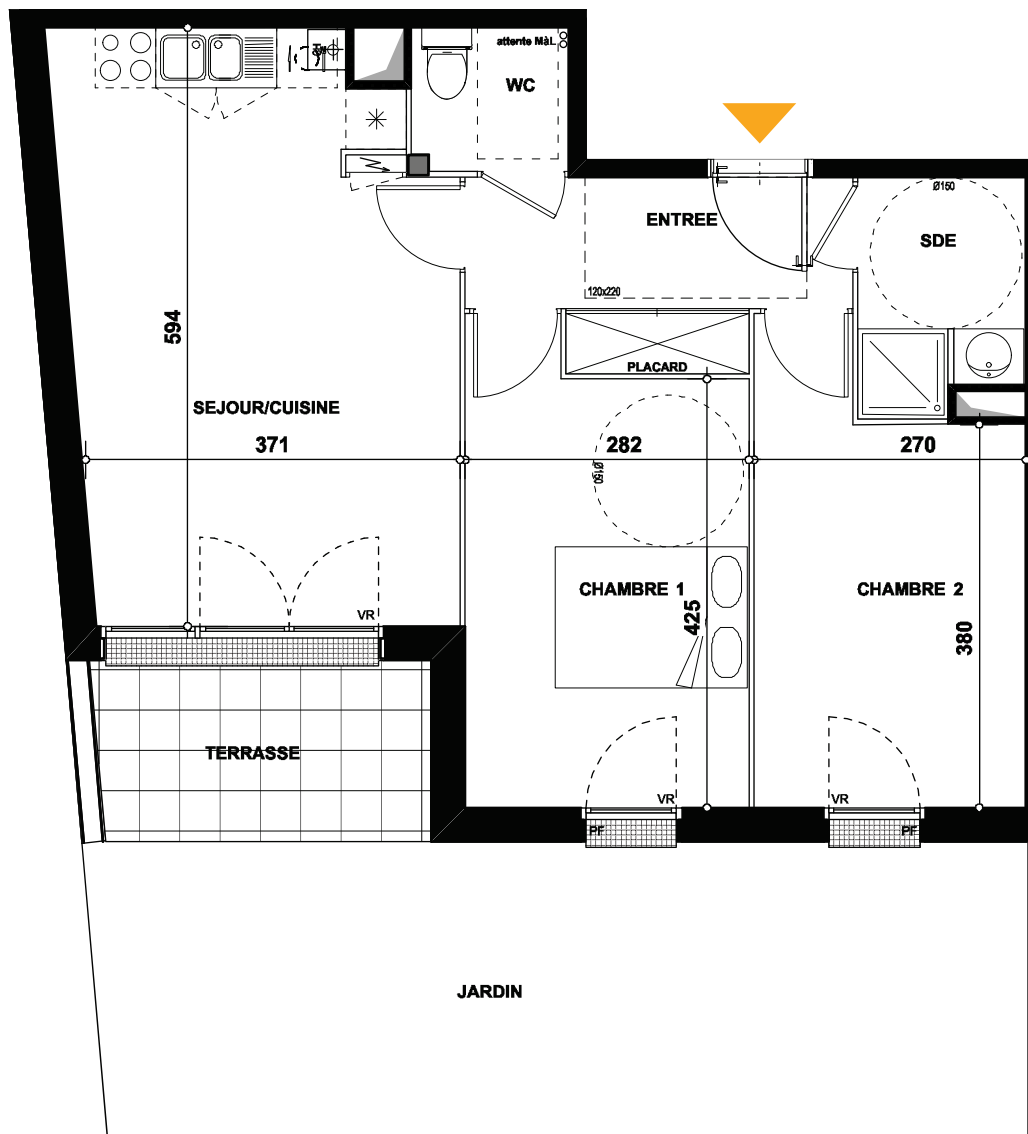 attente MàL
WC
Ø150
ENTREE
SDE
120x220
594
PLACARD
SEJOUR/CUISINE
371
282
270
Ø150
CHAMBRE 1
CHAMBRE 2
425
380
VR
TERRASSE
VR
VR
PF
PF
JARDIN